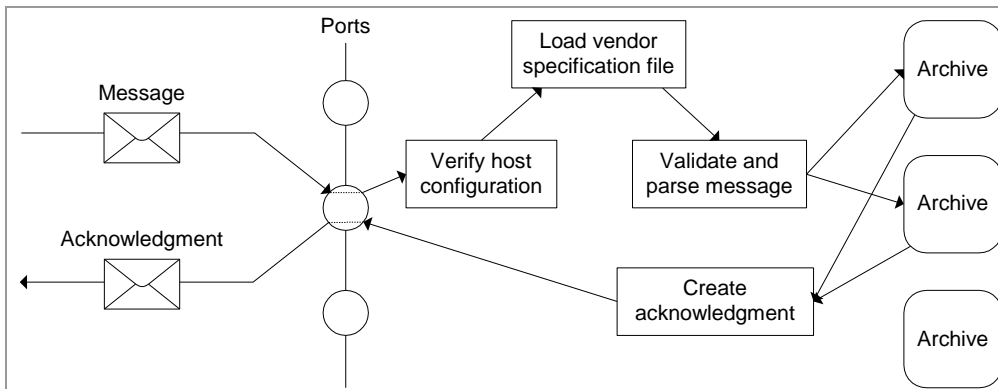 Ports
Load vendor
specification file
Archive
Message
Verify host
configuration
Validate and
parse message
Archive
Acknowledgment
Create
acknowledgment
Archive